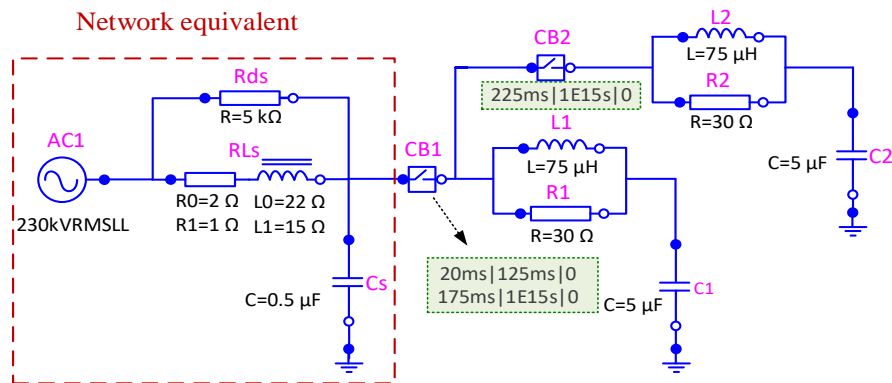 Network equivalent
Rds
R=5 kΩ
AC1
230kVRMSLL
RLs
R0=2 Ω
R1=1 Ω
L0=22 Ω
L1=15 Ω
Cs
C=0.5 µF
CB1
20ms|125ms|0
175ms|1E15s|0
CB2
225ms|1E15s|0
L1
L=75 µH
R1
R=30 Ω
C1
C=5 µF
L2
L=75 µH
R2
R=30 Ω
C2
C=5 µF